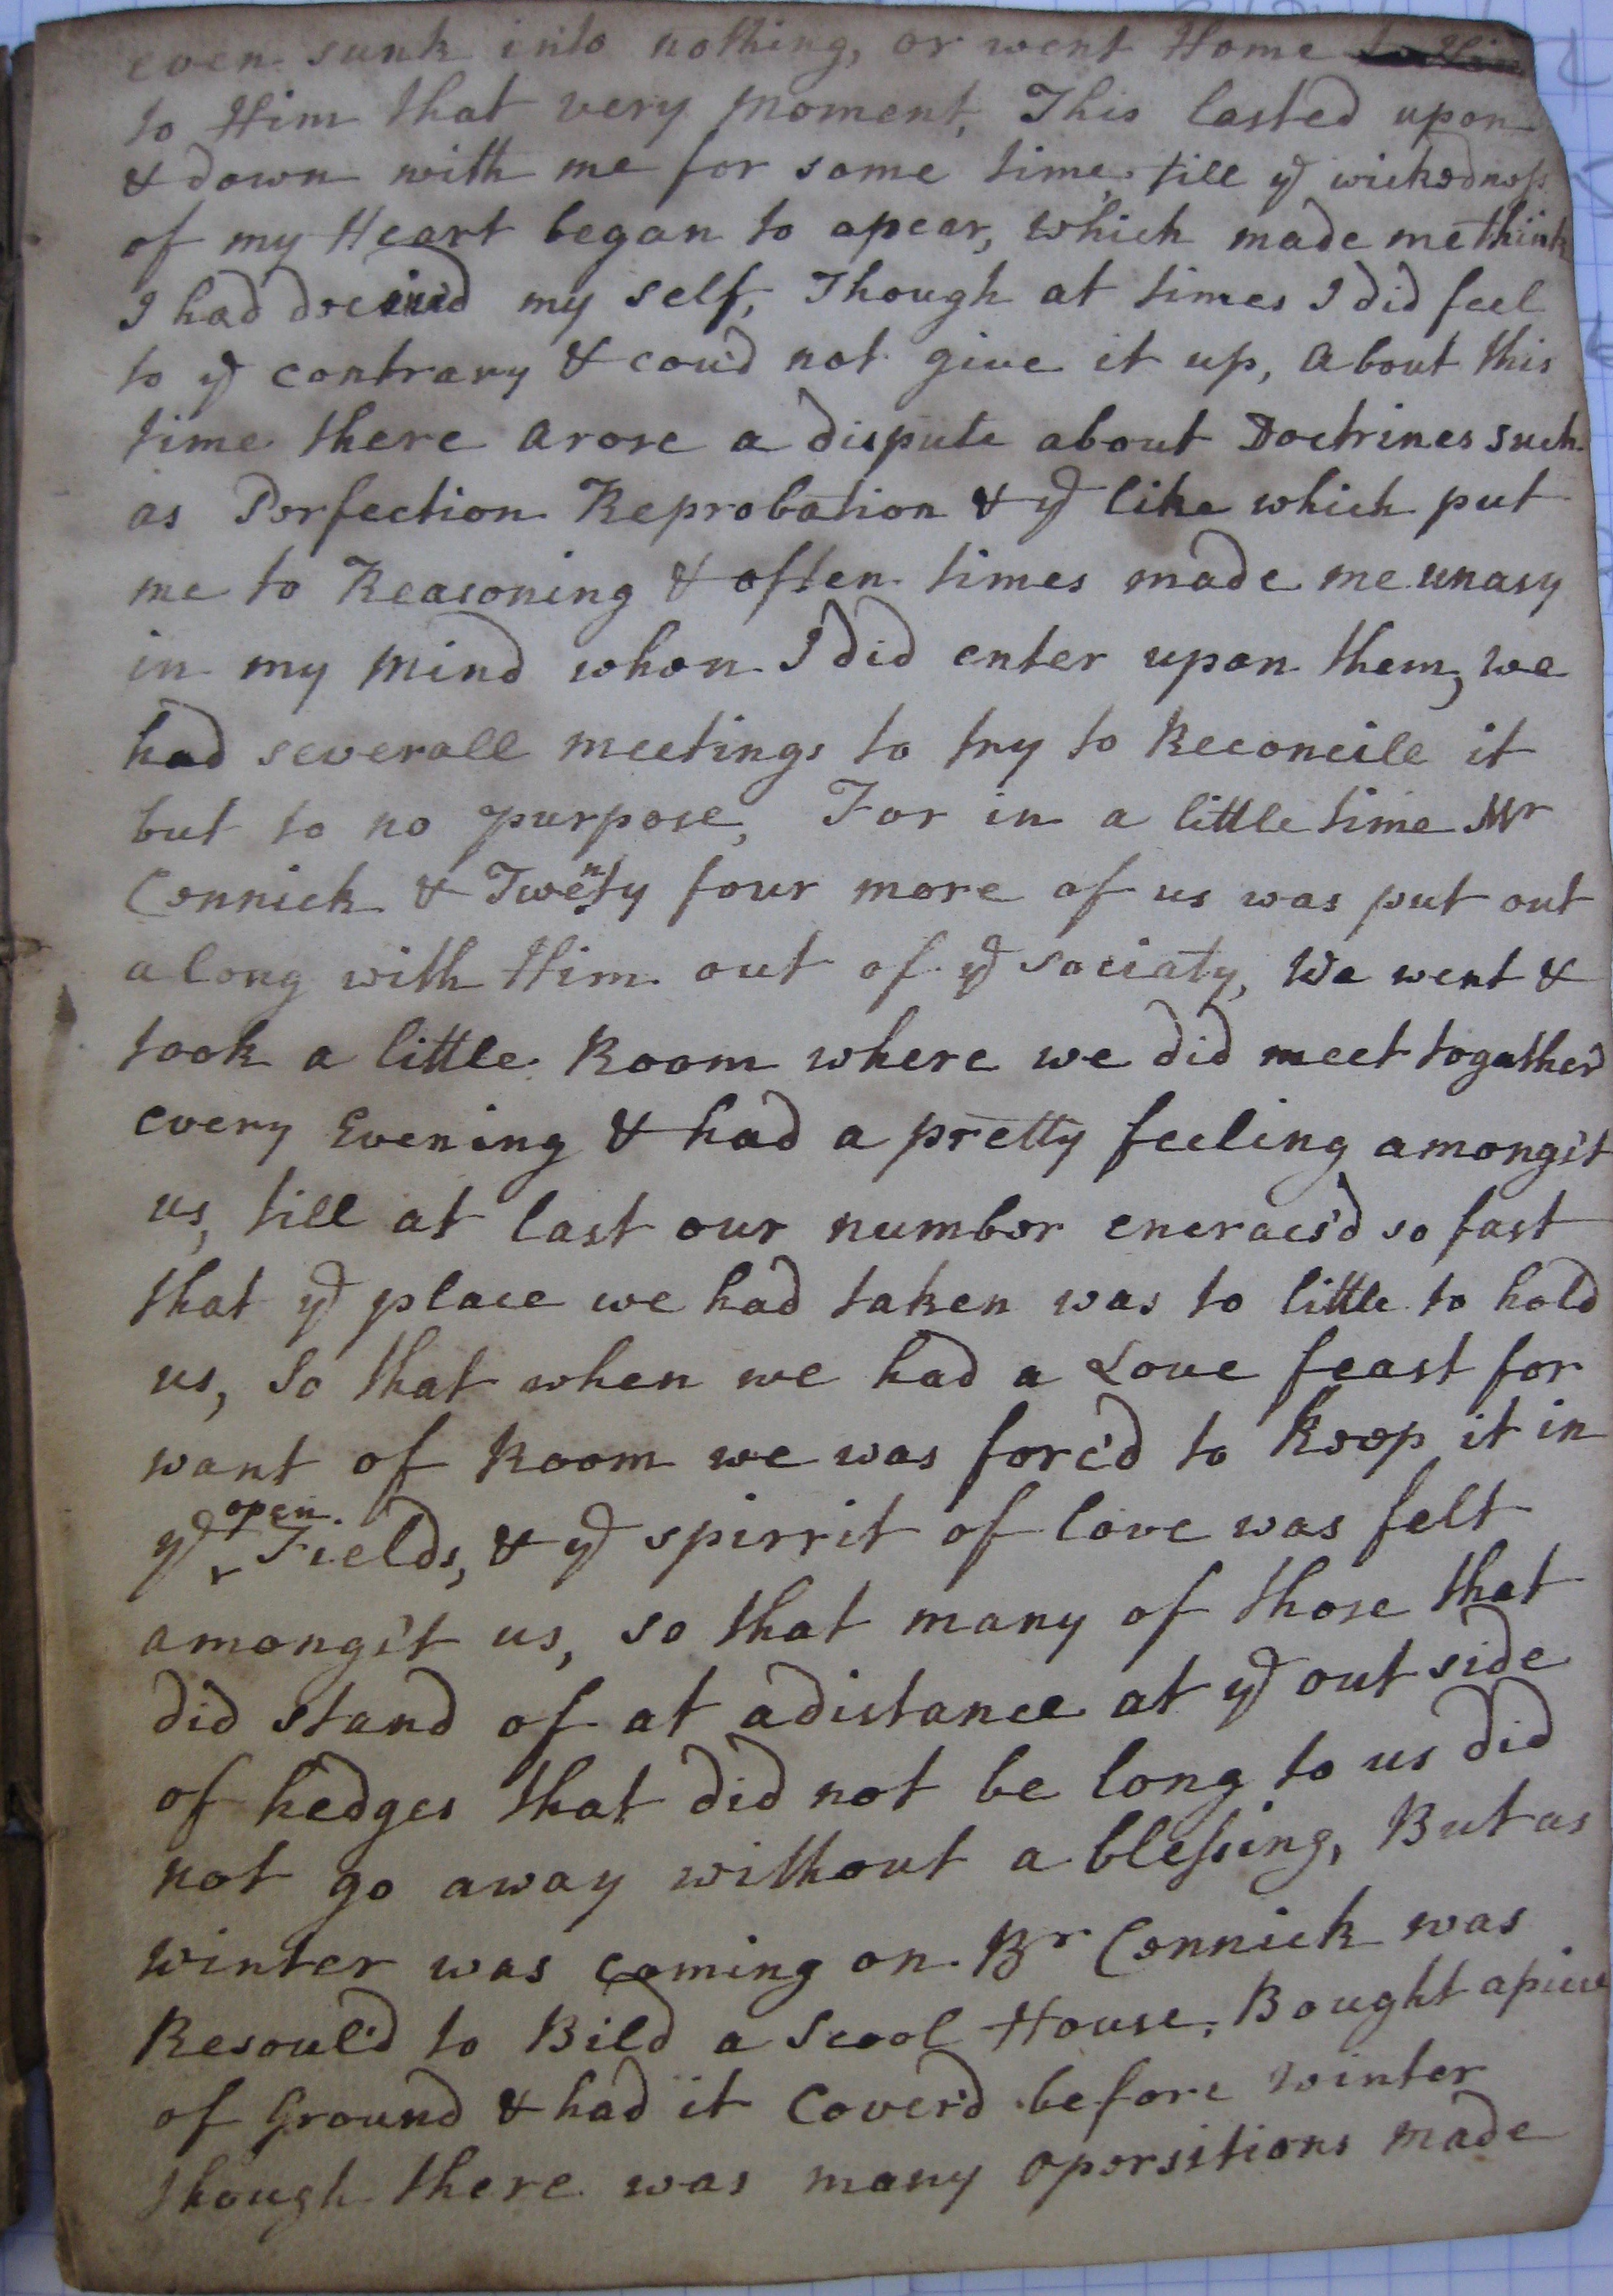 even sunk into nothing, or went Home to Him
to Him that very moment, This lasted upon
& down with me for some time, till ye wickedness
of my Heart began to apear, which made me think
I had deceived my self, Though at times I did feel
to ye contrary & cou'd not give it up, about this
time there arose a dispute about Doctrines such
as Perfection Reprobation & ye like which put
me to Reasoning & often times made me unasy
in my mind when I did enter upon them, we
had severall meetings to try to Reconcile it
but to no purpose, For in a little time Mr
Cennick & Twenty four more of us was put out
along with Him out of ye sociaty, We went &
took a little Room where we did meet togather'd
every Evening & had a pretty feeling amongs't
us, till at last our number encraes'd so fast
that ye place we had taken was to little to hold
us, So that when we had a Love feast for
want of Room we was forc'd to keep it in
ye open Fields, & ye spirrit of love was felt
amongs't us, so that many of those that
did stand of at adistance at ye out side
of hedges that did not be long to us did
not go away without a blessing, But as
winter was coming on Br Cennick was
Resoul'd to Bild a Scool House, Bought apiece
of Ground & had it Cover'd before winter
though there was many opersitions made